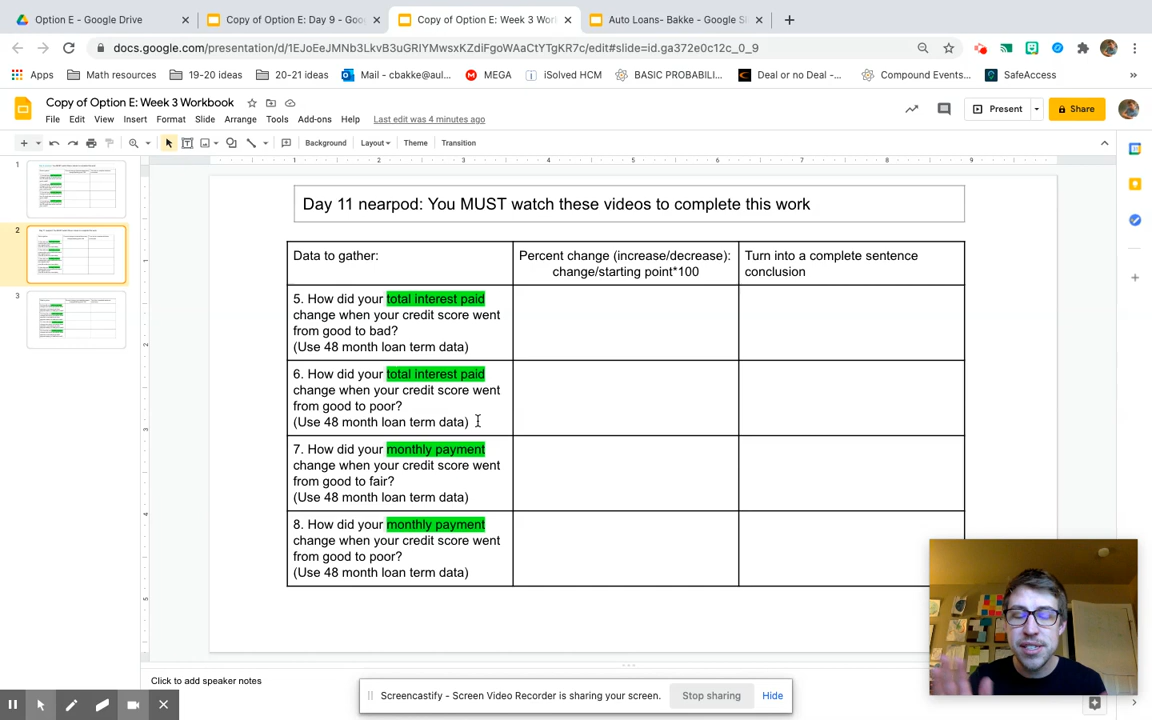 Option E - Google Drive
Copy of Option E: Day 9 - Goo
Copy of Option E: Week 3 Wor
Auto Loans- Bakke - Google Sl
docs.google.com/presentation/d/1EJoEeJMNb3LkvB3uGRIYMwsxKZdiFgoWAaCtYTgKR7c/edit#slide=id.ga372e0c12c_0_9
Apps
Math resources
19-20 ideas
20-21 ideas
Mail - cbakke@aul...
MEGA
iSolved HCM
BASIC PROBABILI...
Deal or no Deal -...
Compound Events...
SafeAccess
Copy of Option E: Week 3 Workbook
Present
Share
File Edit View Insert Format Slide Arrange Tools Add-ons Help Last edit was 4 minutes ago
Background Layout Theme Transition
1
2
3
Day 11 nearpod: You MUST watch these videos to complete this work
Data to gather:
Percent change (increase/decrease):
change/starting point*100
Turn into a complete sentence
conclusion
5. How did your total interest paid
change when your credit score went
from good to bad?
(Use 48 month loan term data)
6. How did your total interest paid
change when your credit score went
from good to poor?
(Use 48 month loan term data)
7. How did your monthly payment
change when your credit score went
from good to fair?
(Use 48 month loan term data)
8. How did your monthly payment
change when your credit score went
from good to poor?
(Use 48 month loan term data)
Click to add speaker notes
Screencastify - Screen Video Recorder is sharing your screen.
Stop sharing
Hide